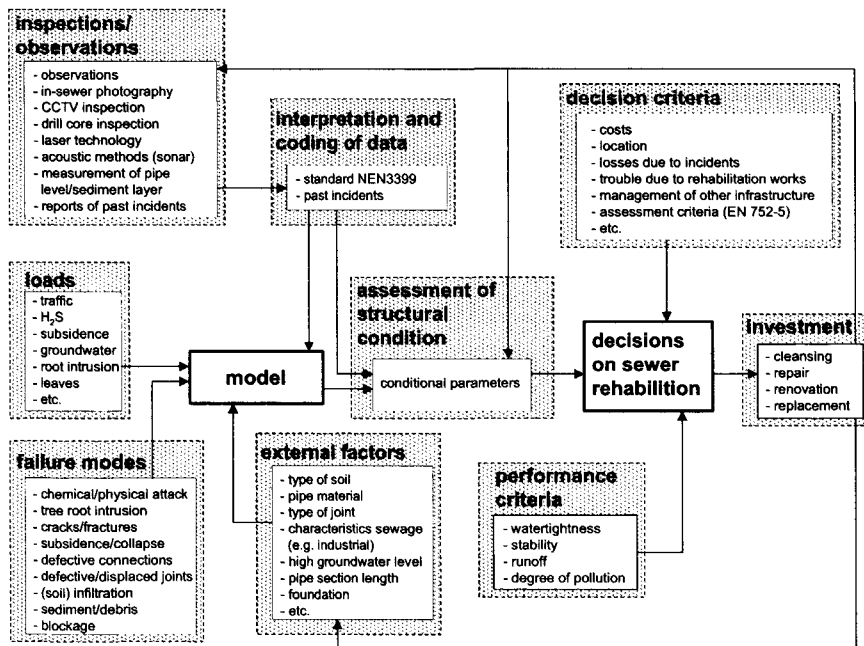 inspections/
observations
- observations
- in-sewer photography
- CCTV inspection
- drill core inspection
- laser technology
- acoustic methods (sonar)
- measurement of pipe
level/sediment layer
- reports of past incidents
interpretation and
coding of data
- standard NEN3399
- past incidents
decision criteria
- costs
- location
- losses due to incidents
- trouble due to rehabilitation works
- management of other infrastructure
- assessment criteria (EN 752-5)
- etc.
loads
- traffic
- H₂S
- subsidence
- groundwater
- root intrusion
- leaves
- etc.
model
assessment of
structural
condition
conditional parameters
decisions
on sewer
rehabilition
investment
- cleansing
- repair
- renovation
- replacement
failure modes
- chemical/physical attack
- tree root intrusion
- cracks/fractures
- subsidence/collapse
- defective connections
- defective/displaced joints
- (soil) infiltration
- sediment/debris
- blockage
external factors
- type of soil
- pipe material
- type of joint
- characteristics sewage
(e.g. industrial)
- high groundwater level
- pipe section length
- foundation
- etc.
performance
criteria
- watertightness
- stability
- runoff
- degree of pollution